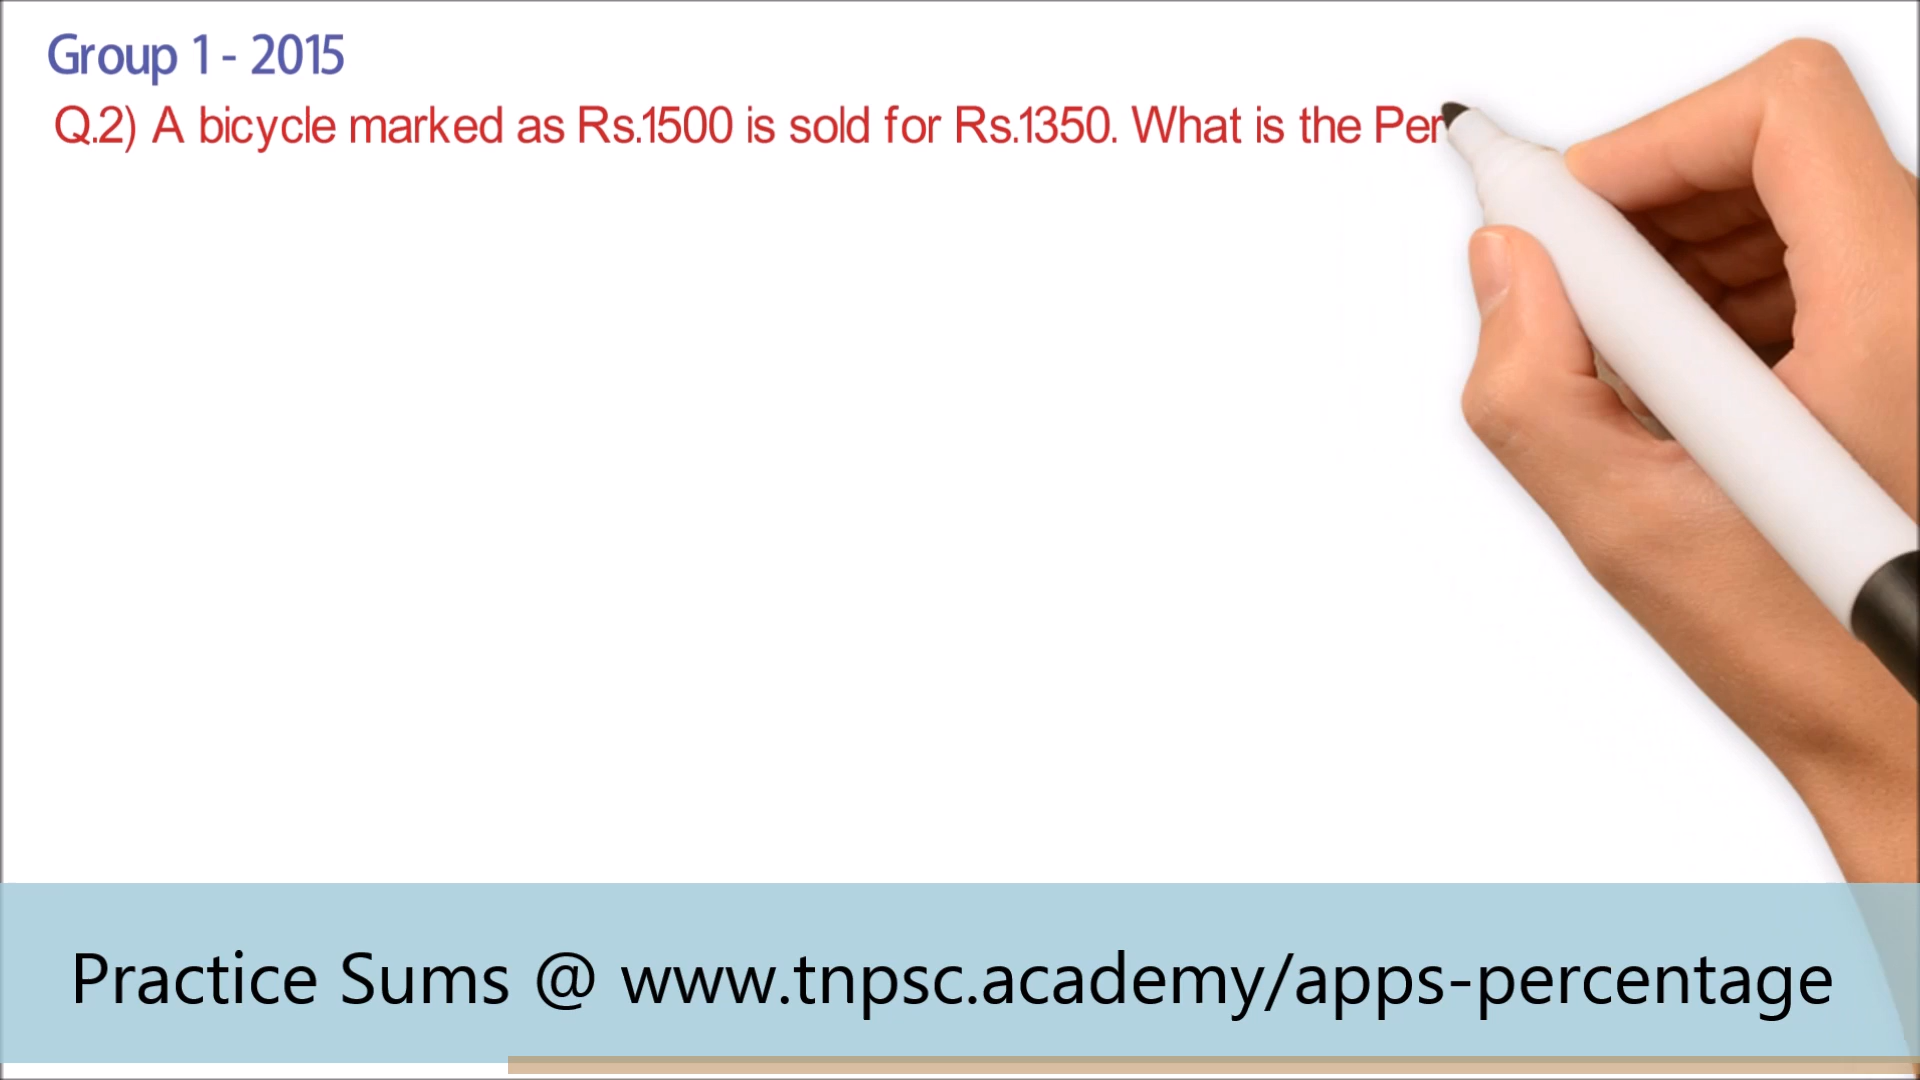 Group 1 - 2015
Q.2) A bicycle marked as Rs.1500 is sold for Rs.1350. What is the Per
Practice Sums @ www.tnpsc.academy/apps-percentage